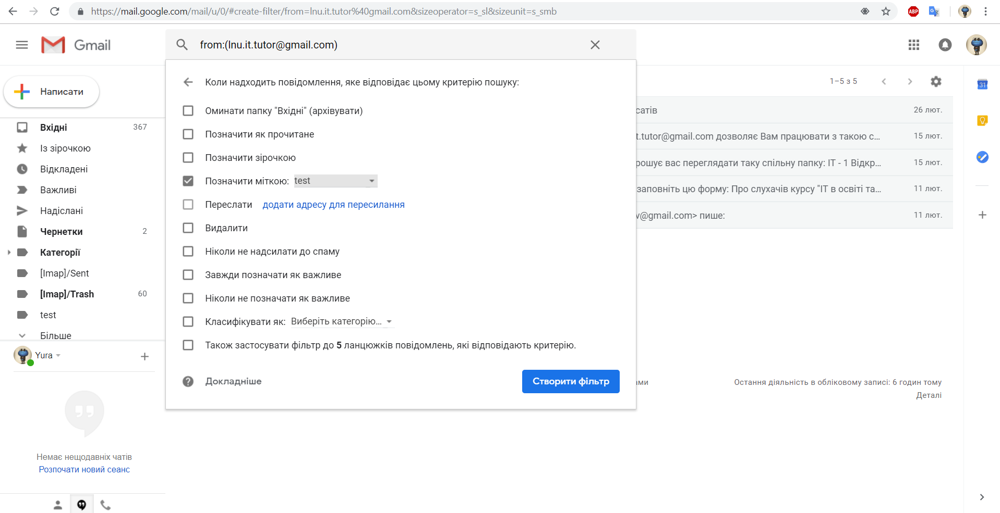 https://mail.google.com/mail/u/0/#create-filter/from=lnu.it.tutor%40gmail.com&sizeoperator=s_sl&sizeunit=s_smb
ABP
Gmail
from:(lnu.it.tutor@gmail.com)
Написати
Вхідні 367
Із зірочкою
Відкладені
Важливі
Надіслані
Чернетки 2
Категорії
[Imap]/Sent
[Imap]/Trash 60
test
Більше
Yura
Немає нещодавніх чатів
Розпочати новий сеанс
Коли надходить повідомлення, яке відповідає цьому критерію пошуку:
Оминати папку "Вхідні" (архівувати)
Позначити як прочитане
Позначити зірочкою
Позначити міткою: test
Переслати додати адресу для пересилання
Видалити
Ніколи не надсилати до спаму
Завжди позначати як важливе
Ніколи не позначати як важливе
Класифікувати як: Виберіть категорію...
Також застосувати фільтр до 5 ланцюжків повідомлень, які відповідають критерію.
Докладніше
Створити фільтр
1–5 з 5
сатів 26 лют.
t.tutor@gmail.com дозволяє Вам працювати з такою с... 15 лют.
рошує вас переглядати таку спільну папку: ІТ - 1 Відкр... 15 лют.
заповніть цю форму: Про слухачів курсу "ІТ в освіті та... 11 лют.
v@gmail.com> пише: 11 лют.
ами
Остання діяльність в обліковому записі: 6 годин тому
Деталі
31